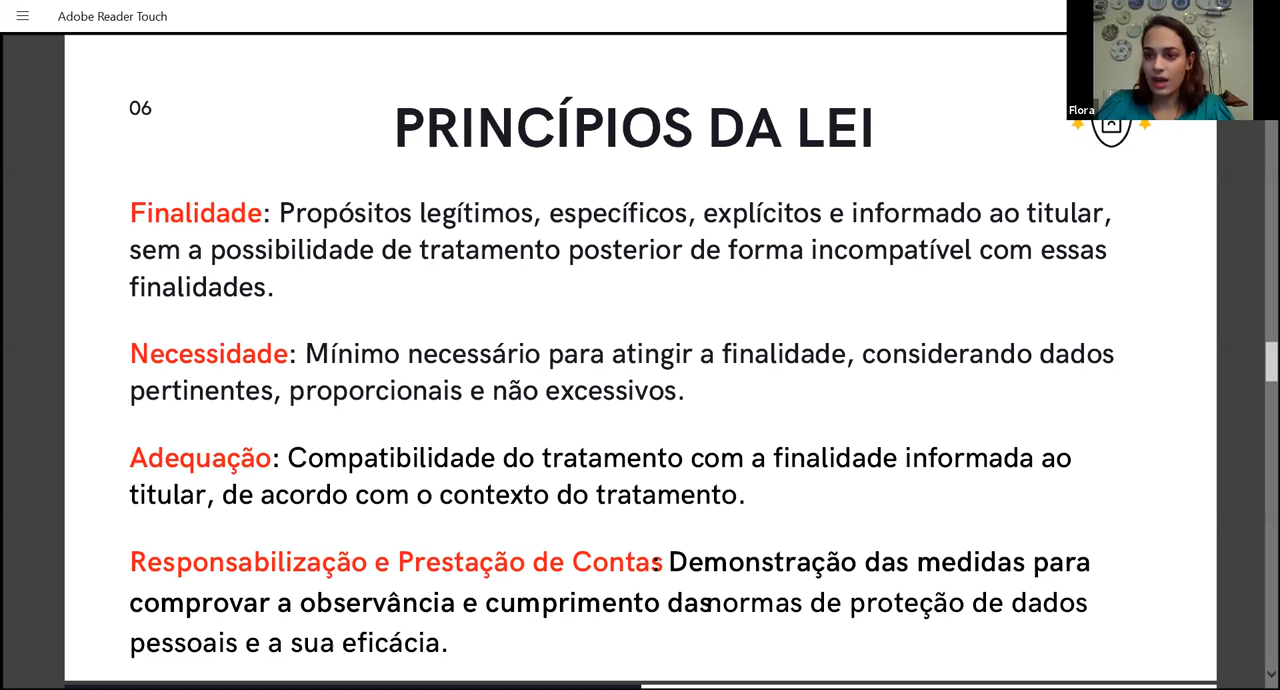 Adobe Reader Touch
Flora
06
PRINCÍPIOS DA LEI
Finalidade: Propósitos legítimos, específicos, explícitos e informado ao titular,
sem a possibilidade de tratamento posterior de forma incompatível com essas
finalidades.
Necessidade: Mínimo necessário para atingir a finalidade, considerando dados
pertinentes, proporcionais e não excessivos.
Adequação: Compatibilidade do tratamento com a finalidade informada ao
titular, de acordo com o contexto do tratamento.
Responsabilização e Prestação de Contas: Demonstração das medidas para
comprovar a observância e cumprimento das normas de proteção de dados
pessoais e a sua eficácia.